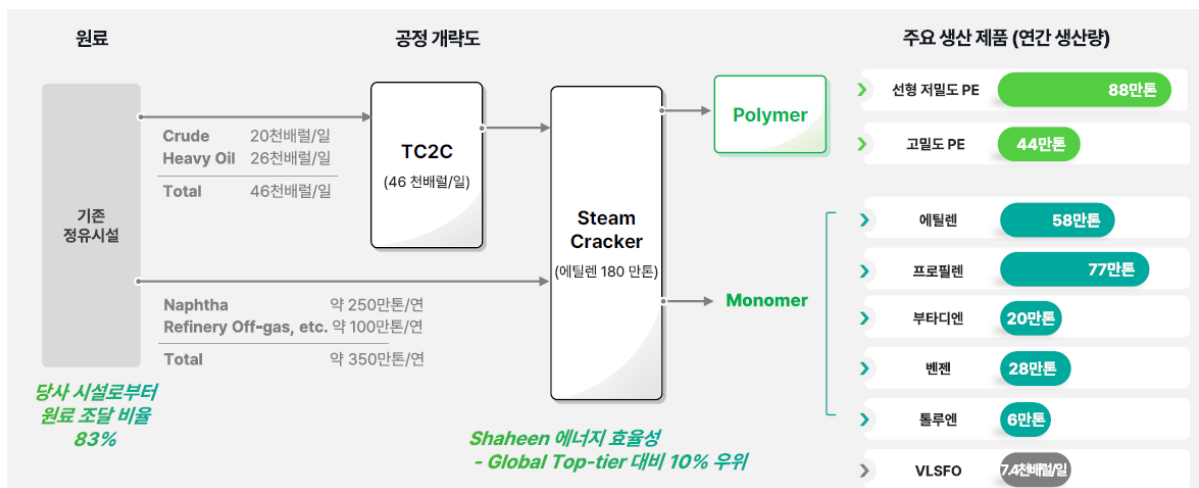 원료
공정 개략도
주요 생산 제품 (연간 생산량)
기존
정유시설
Crude 20천배럴/일
Heavy Oil 26천배럴/일
Total 46천배럴/일
TC2C
(46 천배럴/일)
Naphtha 약 250만톤/연
Refinery Off-gas, etc. 약 100만톤/연
Total 약 350만톤/연
Steam
Cracker
(에틸렌 180 만톤)
Polymer
Monomer
선형 저밀도 PE 88만톤
고밀도 PE 44만톤
에틸렌 58만톤
프로필렌 77만톤
부타디엔 20만톤
벤젠 28만톤
톨루엔 6만톤
VLSFO 7.4천배럴/일
당사 시설로부터
원료 조달 비율
83%
Shaheen 에너지 효율성
- Global Top-tier 대비 10% 우위